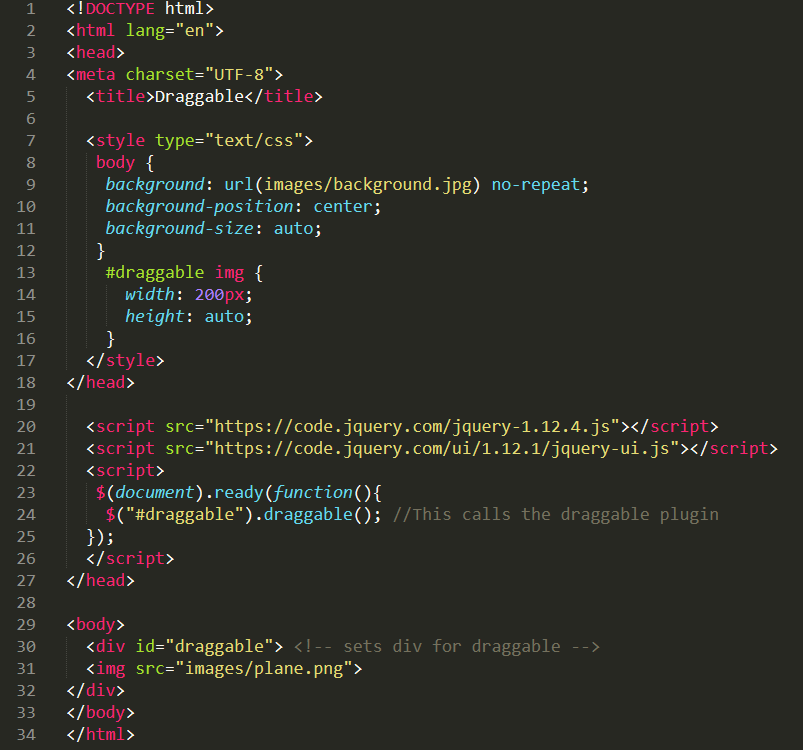 1 <!DOCTYPE html>
2 <html lang="en">
3 <head>
4 <meta charset="UTF-8">
5   <title>Draggable</title>
6
7   <style type="text/css">
8    body {
9     background: url(images/background.jpg) no-repeat;
10     background-position: center;
11     background-size: auto;
12    }
13     #draggable img {
14       width: 200px;
15       height: auto;
16     }
17   </style>
18 </head>
19
20   <script src="https://code.jquery.com/jquery-1.12.4.js"></script>
21   <script src="https://code.jquery.com/ui/1.12.1/jquery-ui.js"></script>
22   <script>
23    $(document).ready(function(){
24     $("#draggable").draggable(); //This calls the draggable plugin
25   });
26   </script>
27 </head>
28
29 <body>
30   <div id="draggable"> <!-- sets div for draggable -->
31   <img src="images/plane.png">
32 </div>
33 </body>
34 </html>